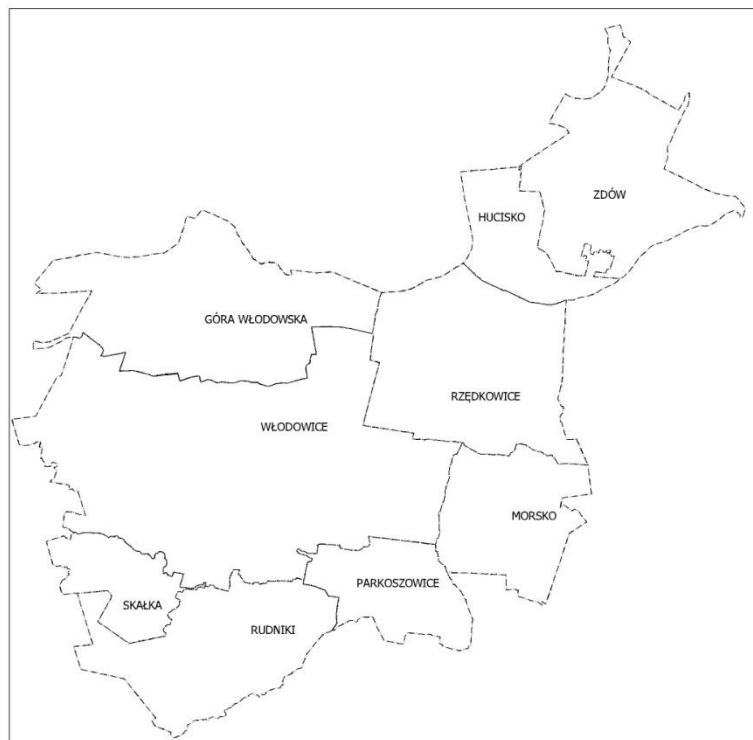 ZDÓW
HUCISKO
GÓRA WŁODOWSKA
RZĘDKOWICE
WŁODOWICE
MORSKO
PARKOSZOWICE
SKAŁKA
RUDNIKI